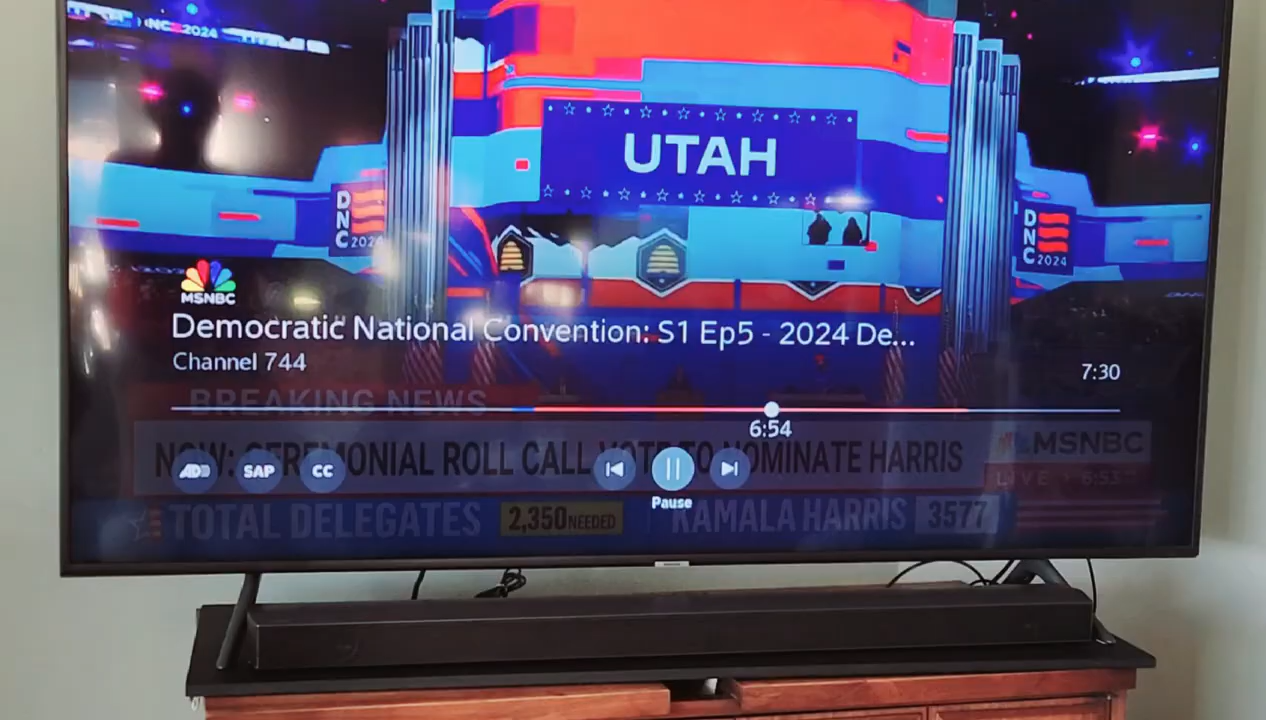 DNC 2024
UTAH
DNC 2024
DNC 2024
MSNBC
Democratic National Convention: S1 Ep5 - 2024 De...
Channel 744
7:30
BREAKING NEWS
6:54
NOW: CEREMONIAL ROLL CALL VOTE TO NOMINATE HARRIS
MSNBC
AD
SAP
CC
LIVE 6:53
Pause
TOTAL DELEGATES 2,350 NEEDED KAMALA HARRIS 3577